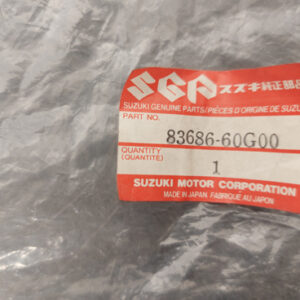 SGP スズキ純正部品
SUZUKI GENUINE PARTS/PIÈCES D'ORIGINE DE SUZU
PART NO.
83686-60G00
QUANTITY
(QUANTITÉ)
1
SUZUKI MOTOR CORPORATION
MADE IN JAPAN, FABRIQUÉ AU JAPON